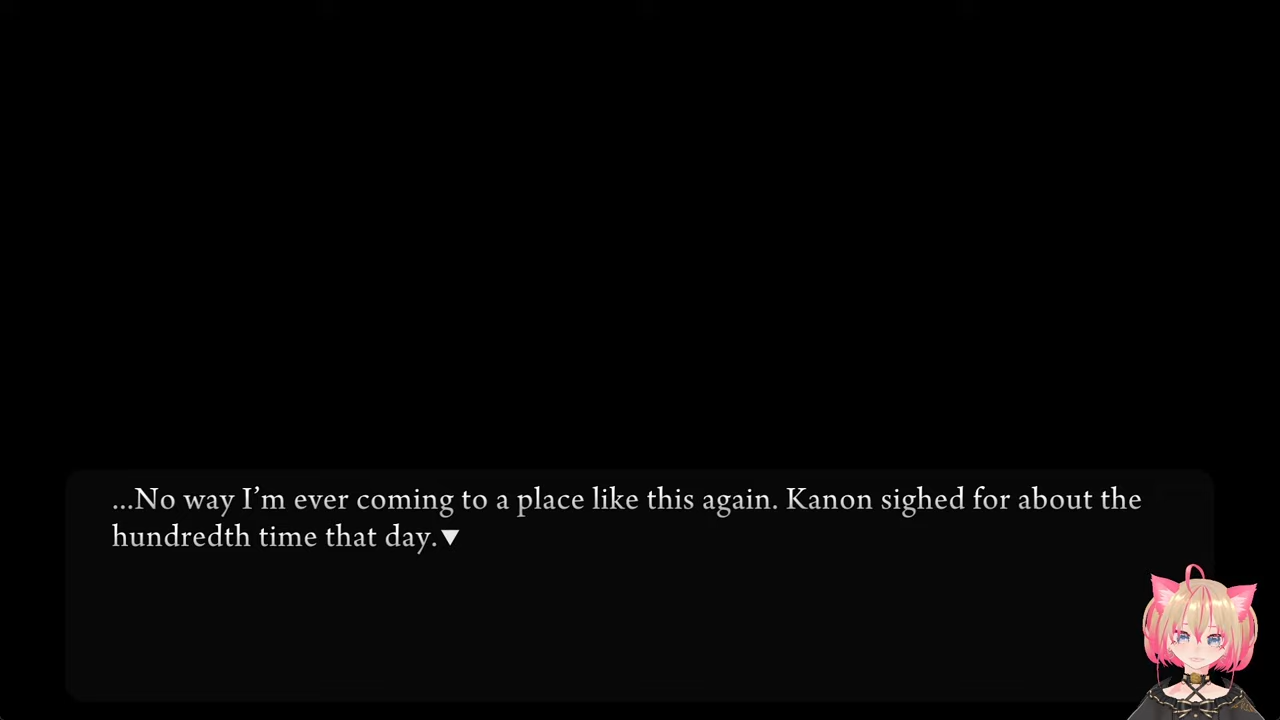 ...No way I'm ever coming to a place like this again. Kanon sighed for about the
hundredth time that day.▼